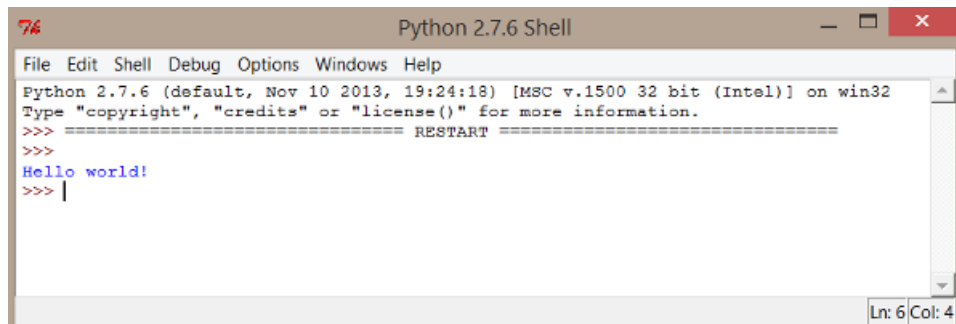 Python 2.7.6 Shell
File Edit Shell Debug Options Windows Help
Python 2.7.6 (default, Nov 10 2013, 19:24:18) [MSC v.1500 32 bit (Intel)] on win32
Type "copyright", "credits" or "license()" for more information.
>>> ================================ RESTART ================================
>>>
Hello world!
>>>
Ln: 6 Col: 4